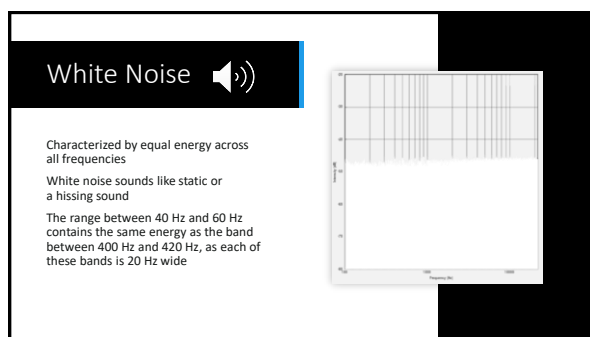 White Noise
Characterized by equal energy across
all frequencies
White noise sounds like static or
a hissing sound
The range between 40 Hz and 60 Hz
contains the same energy as the band
between 400 Hz and 420 Hz, as each of
these bands is 20 Hz wide
Frequency (Hz)